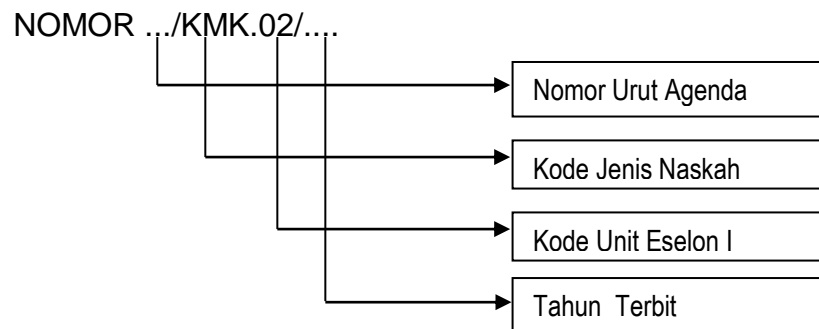 NOMOR .../KMK.02/....
Nomor Urut Agenda
Kode Jenis Naskah
Kode Unit Eselon I
Tahun Terbit